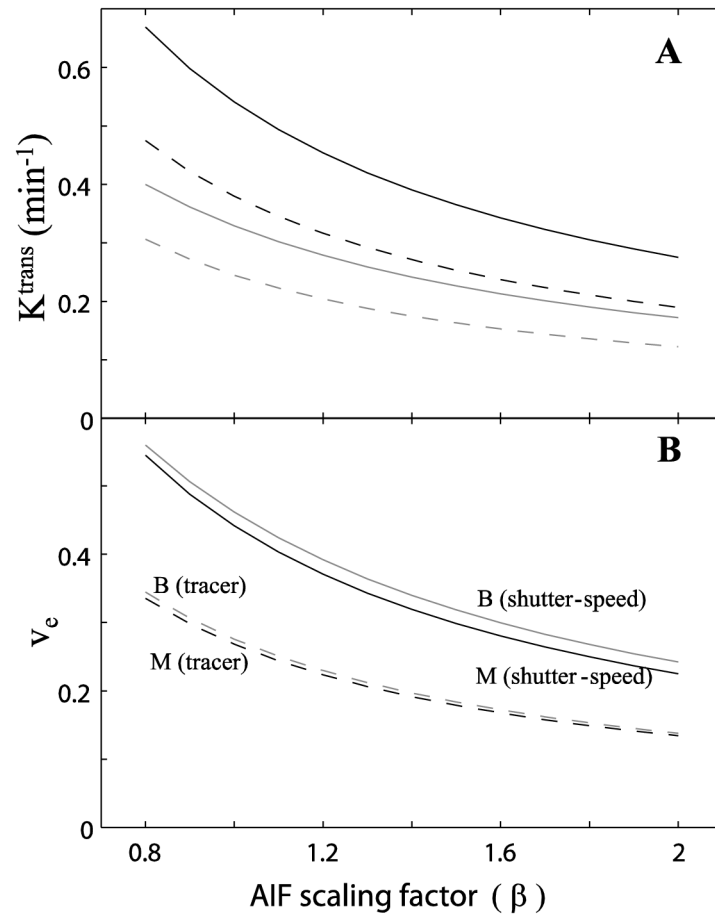 A
0.6
0.4
0.2
0
K^trans (min^-1)
B
0.4
0.2
0
v_e
B (tracer)
B (shutter-speed)
M (tracer)
M (shutter-speed)
0.8
1.2
1.6
2
AIF scaling factor (β)